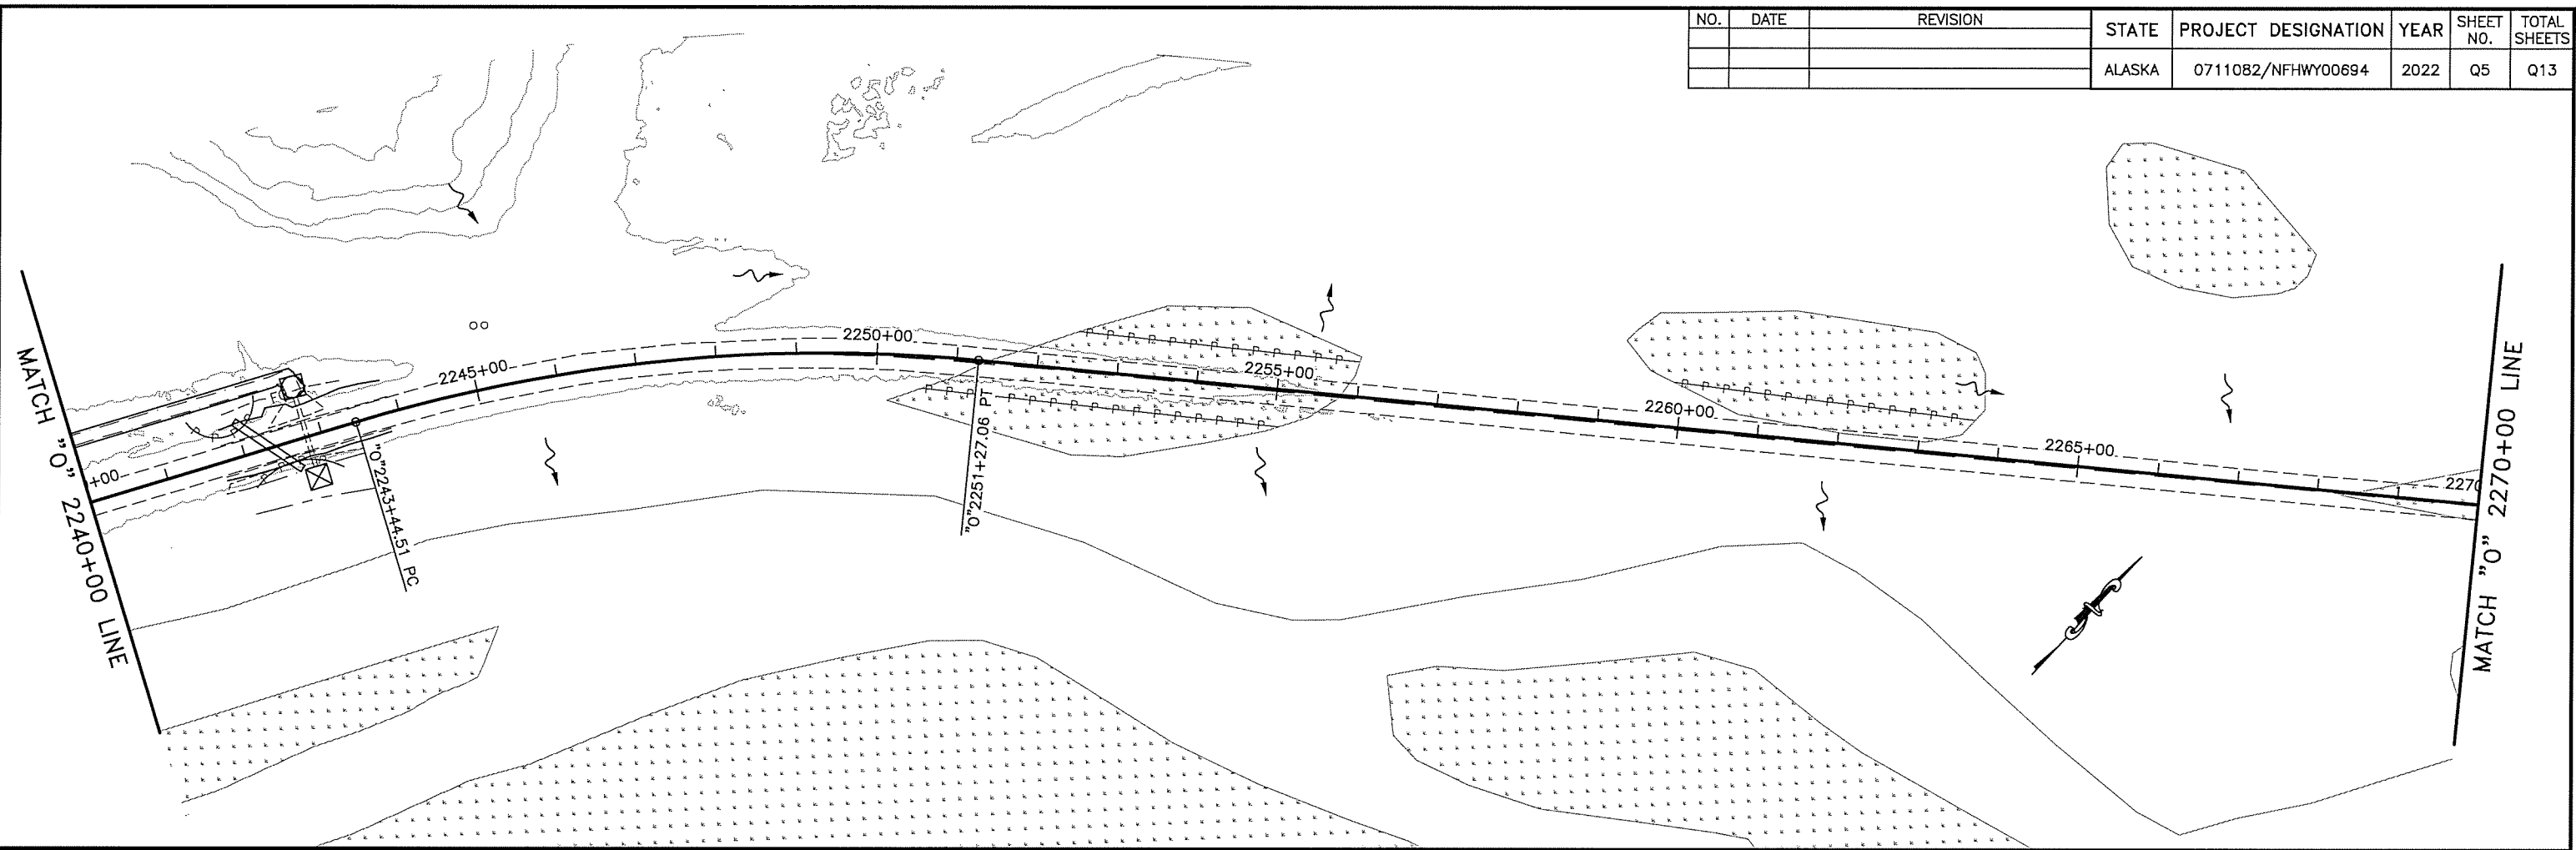 NO. DATE REVISION STATE PROJECT DESIGNATION YEAR SHEET NO. TOTAL SHEETS
ALASKA 0711082/NFHWY00694 2022 Q5 Q13
MATCH "O" 2240+00 LINE
+00
"O"2243+44.51 PC
2245+00
2250+00
"O"2251+27.06 PT
2255+00
2260+00
2265+00
2270
MATCH "O" 2270+00 LINE
P P P P P P P P P P P
P P P P P P P P P P P P P
P P P P P P P P P P